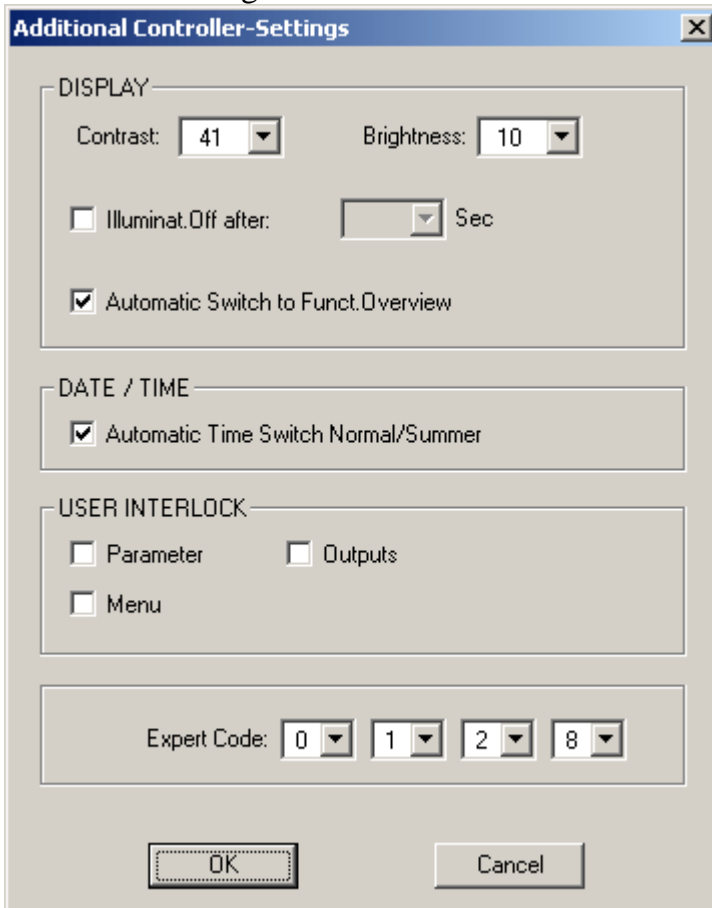 Additional Controller-Settings
DISPLAY
Contrast: 41 Brightness: 10
Illuminat.Off after: Sec
Automatic Switch to Funct.Overview
DATE / TIME
Automatic Time Switch Normal/Summer
USER INTERLOCK
Parameter Outputs
Menu
Expert Code: 0 1 2 8
OK Cancel